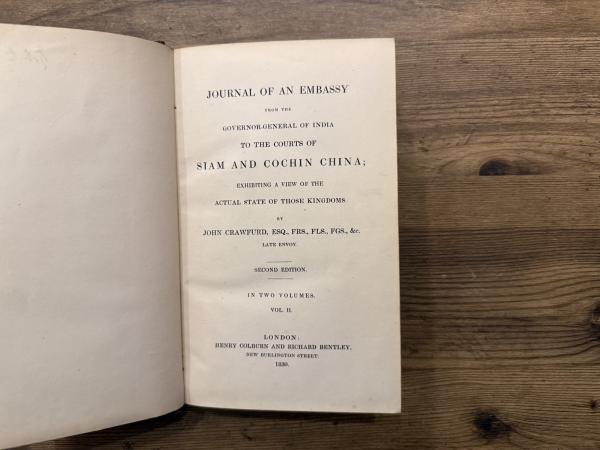 JOURNAL OF AN EMBASSY
FROM THE
GOVERNOR-GENERAL OF INDIA
TO THE COURTS OF
SIAM AND COCHIN CHINA;
EXHIBITING A VIEW OF THE
ACTUAL STATE OF THOSE KINGDOMS
BY
JOHN CRAWFURD, ESQ., FRS., FLS., FGS., &c.
LATE ENVOY.
SECOND EDITION.
IN TWO VOLUMES.
VOL. II.
LONDON:
HENRY COLBURN AND RICHARD BENTLEY,
NEW BURLINGTON STREET.
1830.